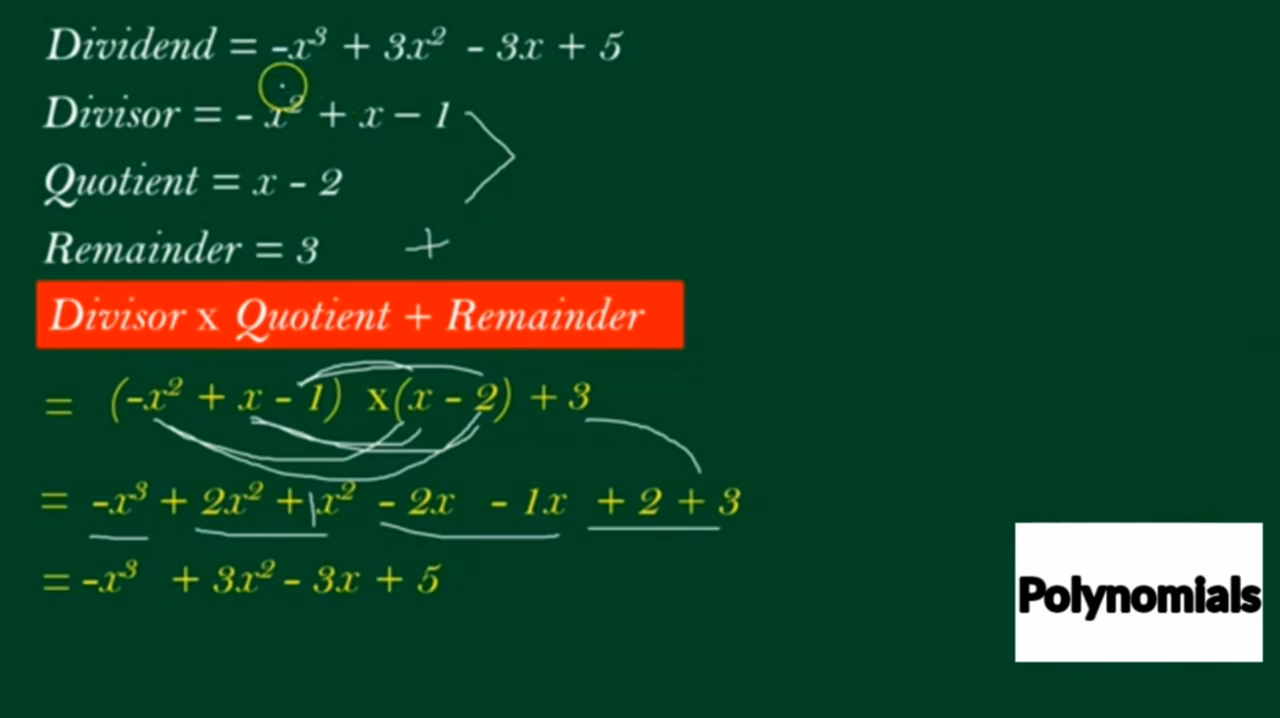 Dividend = -x³ + 3x² - 3x + 5
Divisor = - x² + x – 1
Quotient = x - 2
Remainder = 3 +
Divisor x Quotient + Remainder
= (-x² + x - 1) x(x - 2) + 3
= -x³ + 2x² + 1x² - 2x - 1x + 2 + 3
= -x³ + 3x² - 3x + 5
Polynomials